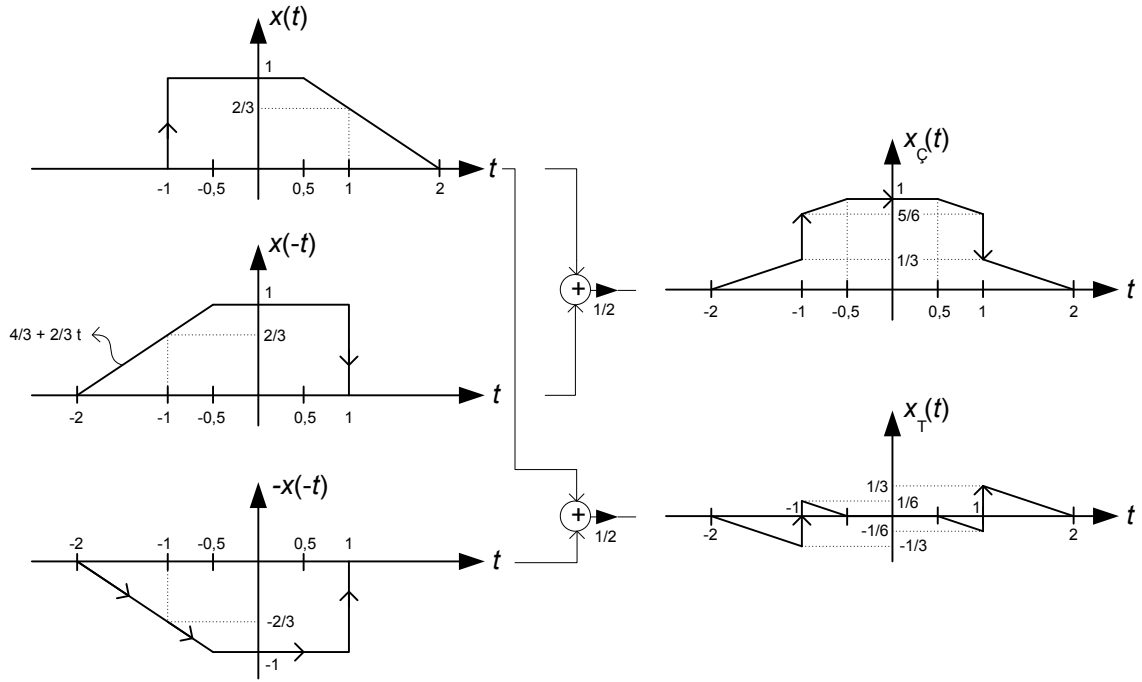 x(t)
1
2/3
-1 -0,5 0,5 1 2 t
x(-t)
1
4/3 + 2/3 t
2/3
-2 -1 -0,5 0,5 1 t
-x(-t)
-2 -1 -0,5 0,5 1 t
-2/3
-1
+
1/2
+
1/2
xÇ(t)
1
5/6
1/3
-2 -1 -0,5 0,5 1 2 t
xT(t)
1/3
1/6
-1 1 t
-2 2
-1/6
-1/3